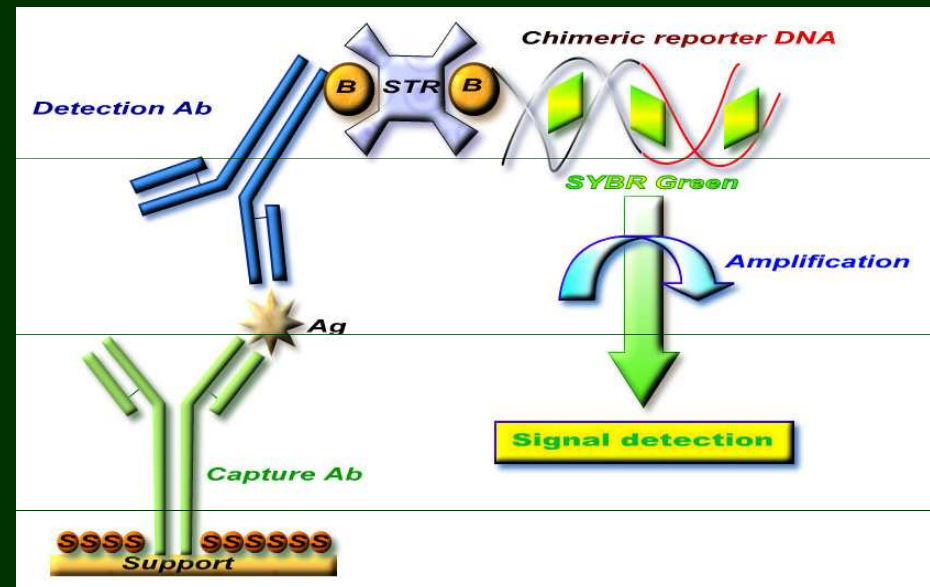 Chimeric reporter DNA
B STR B
Detection Ab
SYBR Green
Amplification
Ag
Signal detection
Capture Ab
SSSS SSSSSS
Support